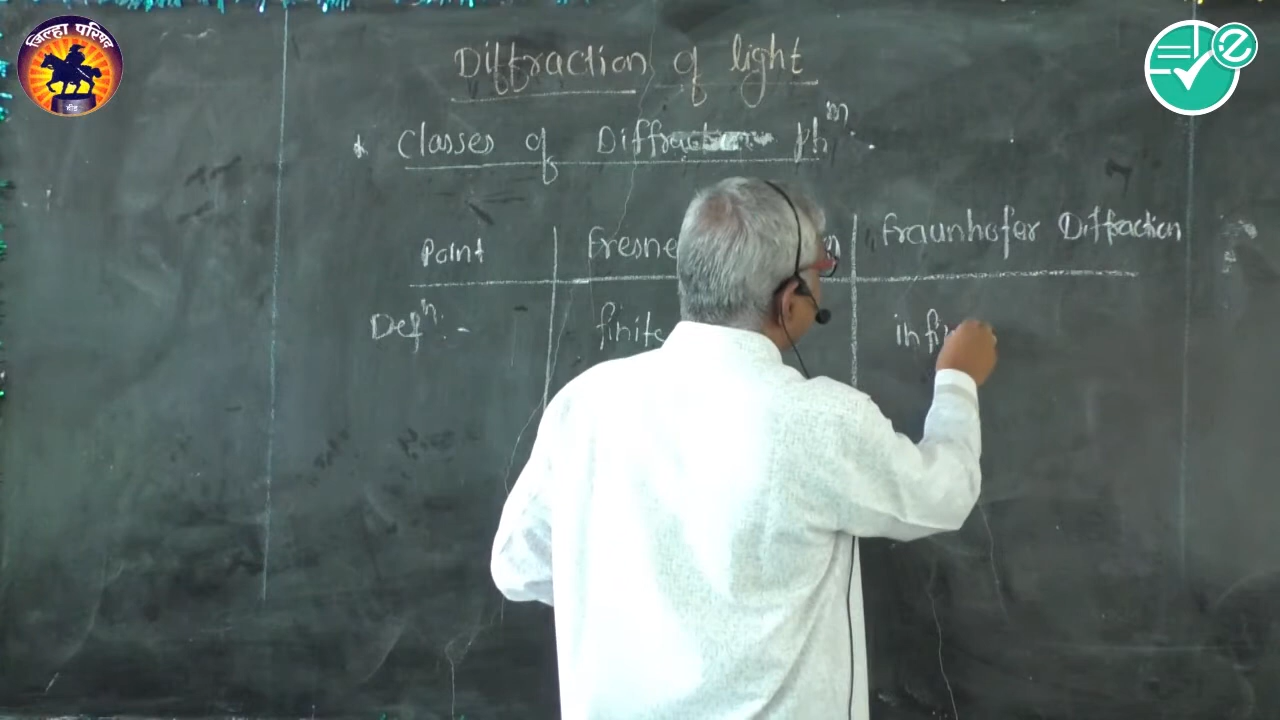 जिल्हा परिषद
बीड
Diffraction of light
* Classes of Diffraction phm.
Point Fresne n Fraunhofer Diffraction
Defn: - finite infi